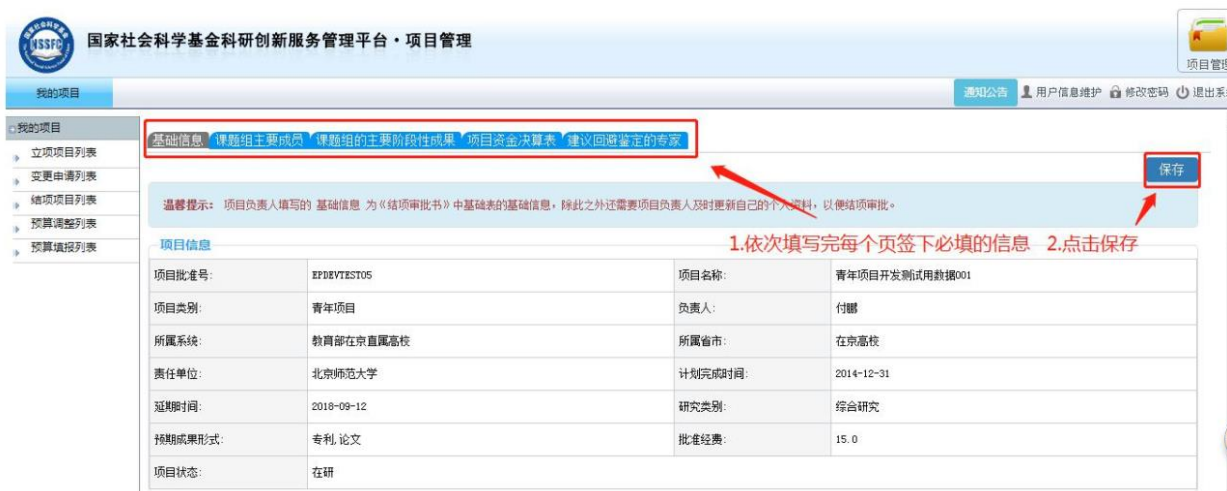 NSSFC
国家社会科学基金科研创新服务管理平台·项目管理
我的项目
通知公告 用户信息维护 修改密码 退出系
我的项目
立项项目列表
变更申请列表
结项项目列表
预算调整列表
预算填报列表
基础信息 课题组主要成员 课题组的主要阶段性成果 项目资金决算表 建议回避鉴定的专家
保存
温馨提示: 项目负责人填写的 基础信息 为《结项审批书》中基础表的基础信息,除此之外还需要项目负责人及时更新自己的个人资料,以便结项审批。
1.依次填写完每个页签下必填的信息 2.点击保存
项目信息
项目批准号: EPDEVTEST05 项目名称: 青年项目开发测试用数据001
项目类别: 青年项目 负责人: 付鹏
所属系统: 教育部在京直属高校 所属省市: 在京高校
责任单位: 北京师范大学 计划完成时间: 2014-12-31
延期时间: 2018-09-12 研究类别: 综合研究
预期成果形式: 专利,论文 批准经费: 15.0
项目状态: 在研